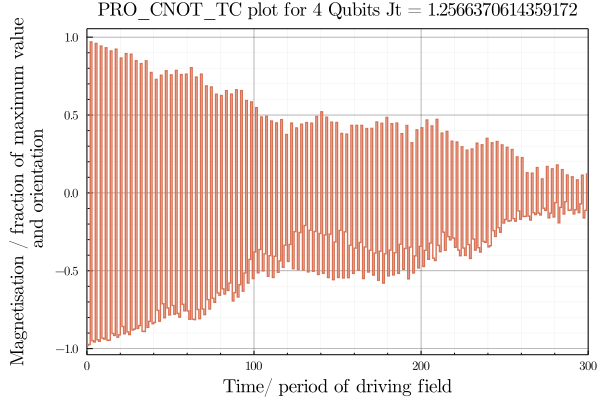 PRO_CNOT_TC plot for 4 Qubits Jt = 1.2566370614359172
Magnetisation / fraction of maximum value
and orientation
1.0
0.5
0.0
−0.5
−1.0
0 100 200 300
Time/ period of driving field